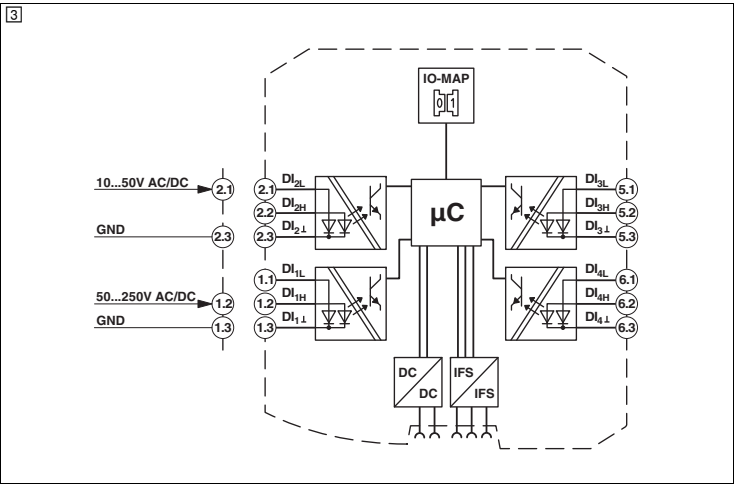 3
IO-MAP
0 1
10...50V AC/DC
2.1
2.1
DI2L
2.2
DI2H
GND
2.3
2.3
DI2⊥
μC
DI3L
5.1
DI3H
5.2
DI3⊥
5.3
1.1
DI1L
50...250V AC/DC
1.2
1.2
DI1H
GND
1.3
1.3
DI1⊥
DI4L
6.1
DI4H
6.2
DI4⊥
6.3
DC
DC
IFS
IFS